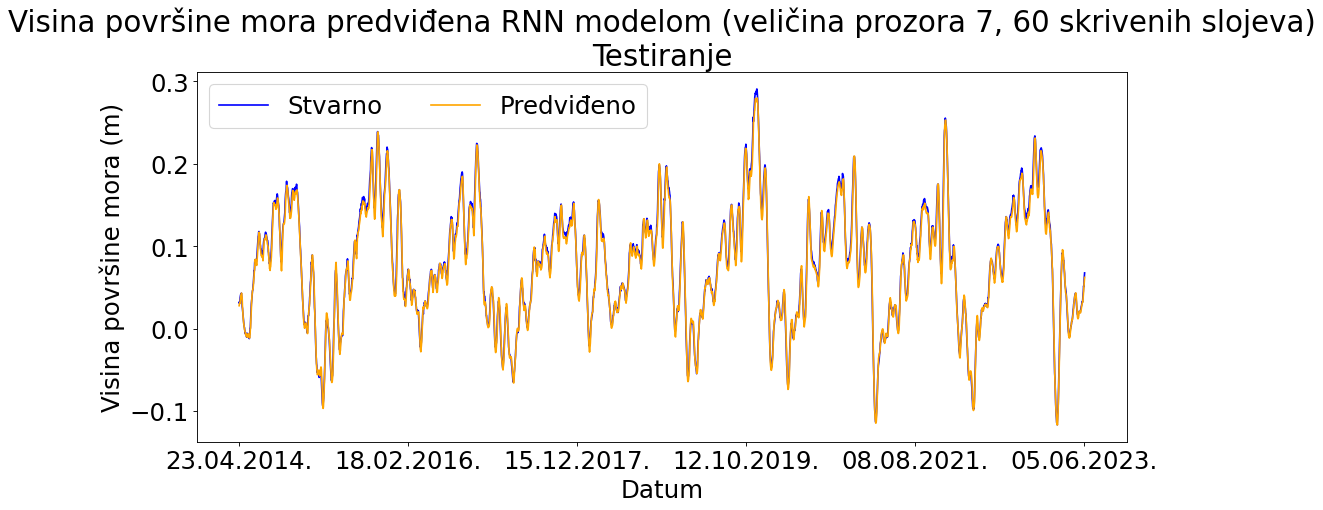 Visina površine mora predviđena RNN modelom (veličina prozora 7, 60 skrivenih slojeva)
Testiranje
Stvarno
Predviđeno
Visina površine mora (m)
0.3
0.2
0.1
0.0
−0.1
23.04.2014.
18.02.2016.
15.12.2017.
12.10.2019.
08.08.2021.
05.06.2023.
Datum